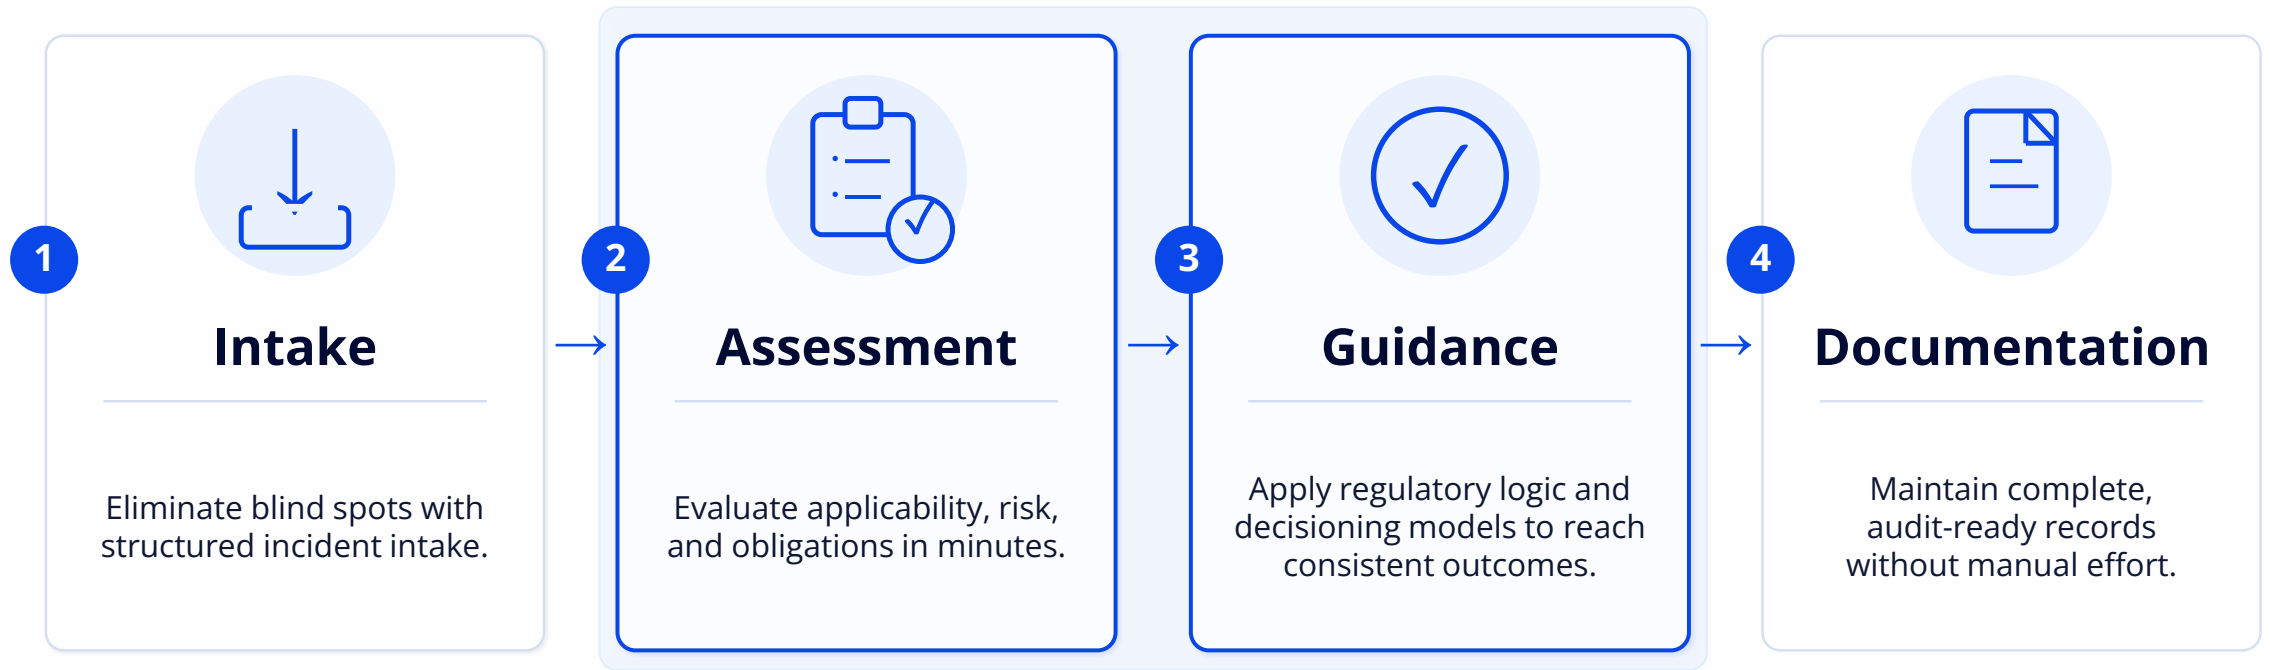 1
Intake
Eliminate blind spots with
structured incident intake.
→
2
Assessment
Evaluate applicability, risk,
and obligations in minutes.
→
3
Guidance
Apply regulatory logic and
decisioning models to reach
consistent outcomes.
→
4
Documentation
Maintain complete,
audit-ready records
without manual effort.